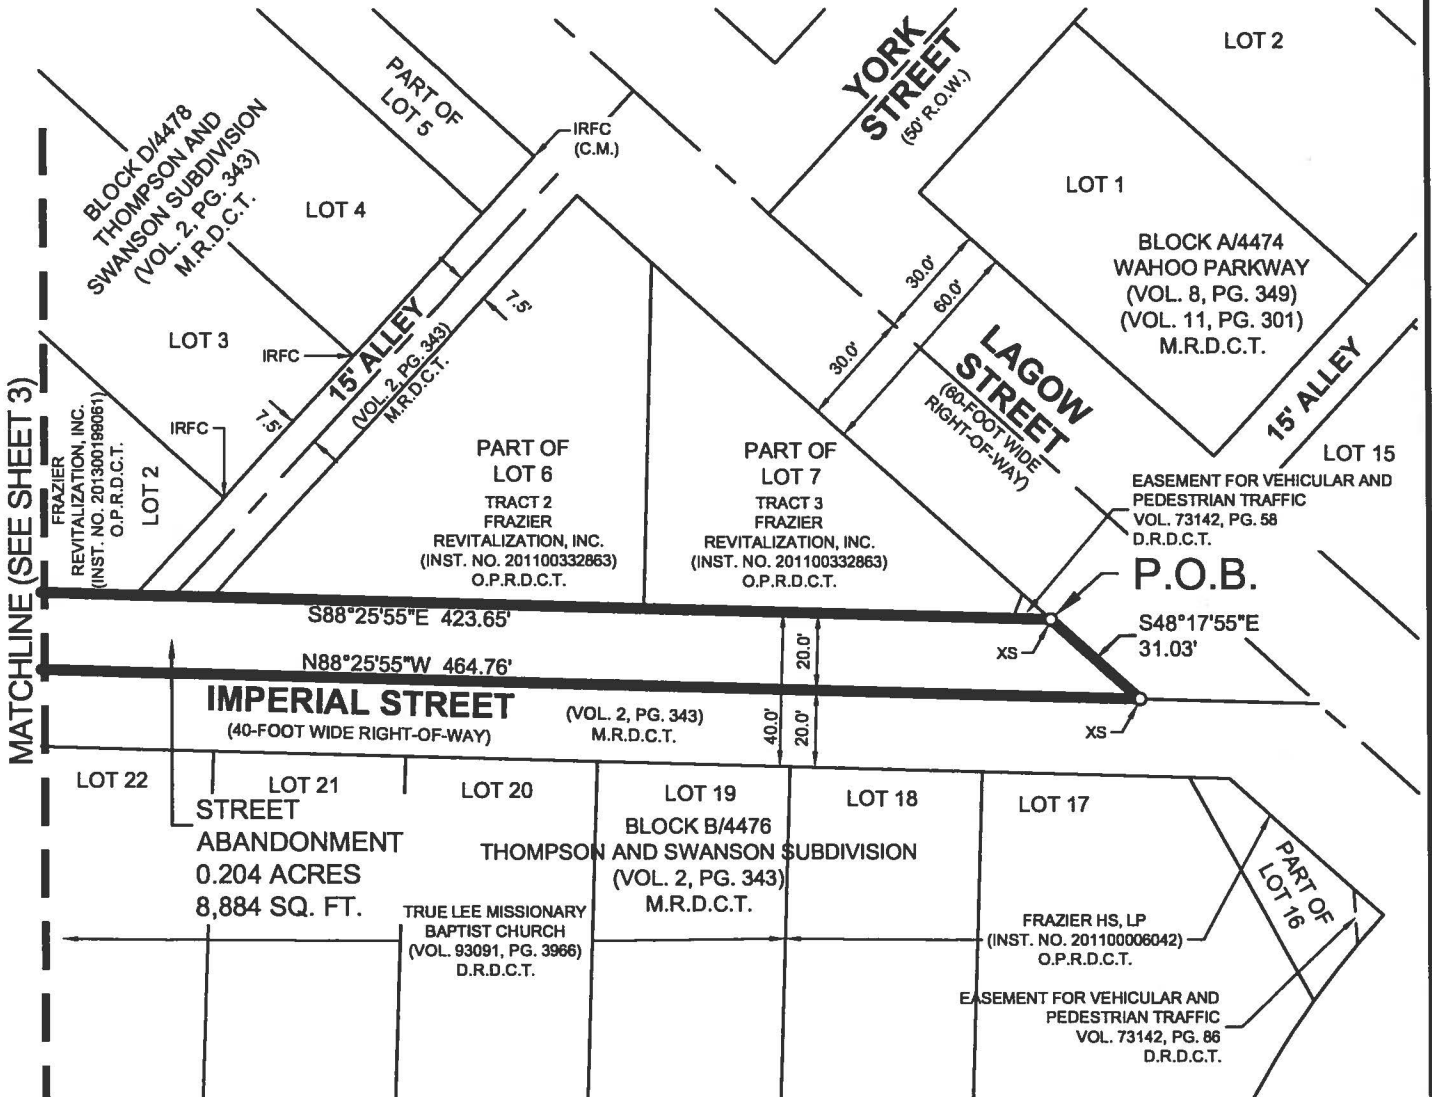 LOT 2
YORK
STREET
(50' R.O.W.)
PART OF
LOT 5
IRFC
(C.M.)
BLOCK D/4478
THOMPSON AND
SWANSON SUBDIVISION
(VOL. 2, PG. 343)
M.R.D.C.T.
LOT 4
LOT 1
BLOCK A/4474
WAHOO PARKWAY
(VOL. 8, PG. 349)
(VOL. 11, PG. 301)
M.R.D.C.T.
30.0'
60.0'
30.0'
LOT 3
IRFC
7.5'
15' ALLEY
(VOL. 2, PG. 343)
M.R.D.C.T.
LAGOW
STREET
(60-FOOT WIDE
RIGHT-OF-WAY)
15' ALLEY
LOT 15
7.5'
IRFC
MATCHLINE (SEE SHEET 3)
FRAZIER
REVITALIZATION, INC.
(INST. NO. 201300199061)
O.P.R.D.C.T.
LOT 2
PART OF
LOT 6
TRACT 2
FRAZIER
REVITALIZATION, INC.
(INST. NO. 201100332863)
O.P.R.D.C.T.
PART OF
LOT 7
TRACT 3
FRAZIER
REVITALIZATION, INC.
(INST. NO. 201100332863)
O.P.R.D.C.T.
EASEMENT FOR VEHICULAR AND
PEDESTRIAN TRAFFIC
VOL. 73142, PG. 58
D.R.D.C.T.
P.O.B.
S88°25'55"E 423.65'
S48°17'55"E
31.03'
XS
20.0'
N88°25'55"W 464.76'
IMPERIAL STREET
(40-FOOT WIDE RIGHT-OF-WAY)
(VOL. 2, PG. 343)
M.R.D.C.T.
40.0'
20.0'
XS
LOT 22
LOT 21
LOT 20
LOT 19
LOT 18
LOT 17
STREET
ABANDONMENT
0.204 ACRES
8,884 SQ. FT.
BLOCK B/4476
THOMPSON AND SWANSON SUBDIVISION
(VOL. 2, PG. 343)
M.R.D.C.T.
PART OF
LOT 16
TRUE LEE MISSIONARY
BAPTIST CHURCH
(VOL. 93091, PG. 3966)
D.R.D.C.T.
FRAZIER HS, LP
(INST. NO. 201100006042)
O.P.R.D.C.T.
EASEMENT FOR VEHICULAR AND
PEDESTRIAN TRAFFIC
VOL. 73142, PG. 86
D.R.D.C.T.